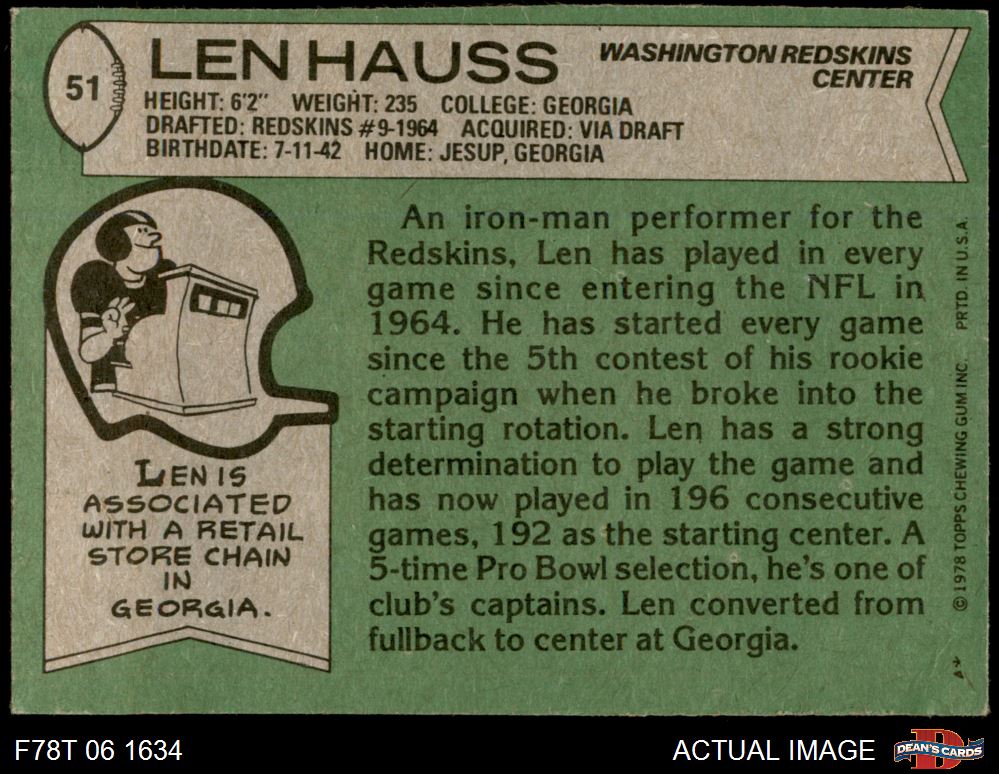 51
LEN HAUSS
WASHINGTON REDSKINS
CENTER
HEIGHT: 6'2" WEIGHT: 235 COLLEGE: GEORGIA
DRAFTED: REDSKINS #9-1964 ACQUIRED: VIA DRAFT
BIRTHDATE: 7-11-42 HOME: JESUP, GEORGIA
An iron-man performer for the
Redskins, Len has played in every
game since entering the NFL in
1964. He has started every game
since the 5th contest of his rookie
campaign when he broke into the
starting rotation. Len has a strong
determination to play the game and
has now played in 196 consecutive
games, 192 as the starting center. A
5-time Pro Bowl selection, he's one of
club's captains. Len converted from
fullback to center at Georgia.
LEN IS
ASSOCIATED
WITH A RETAIL
STORE CHAIN
IN
GEORGIA.
© 1978 TOPPS CHEWING GUM INC. PRTD. IN U.S.A.
F78T 06 1634
ACTUAL IMAGE
D
DEAN'S CARDS